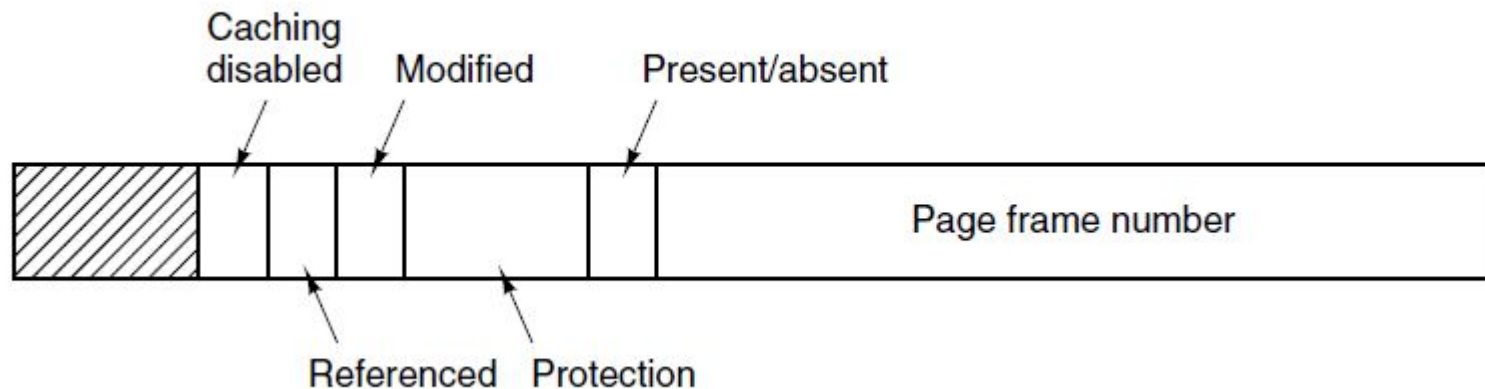 Caching
disabled
Modified
Present/absent
Page frame number
Referenced
Protection